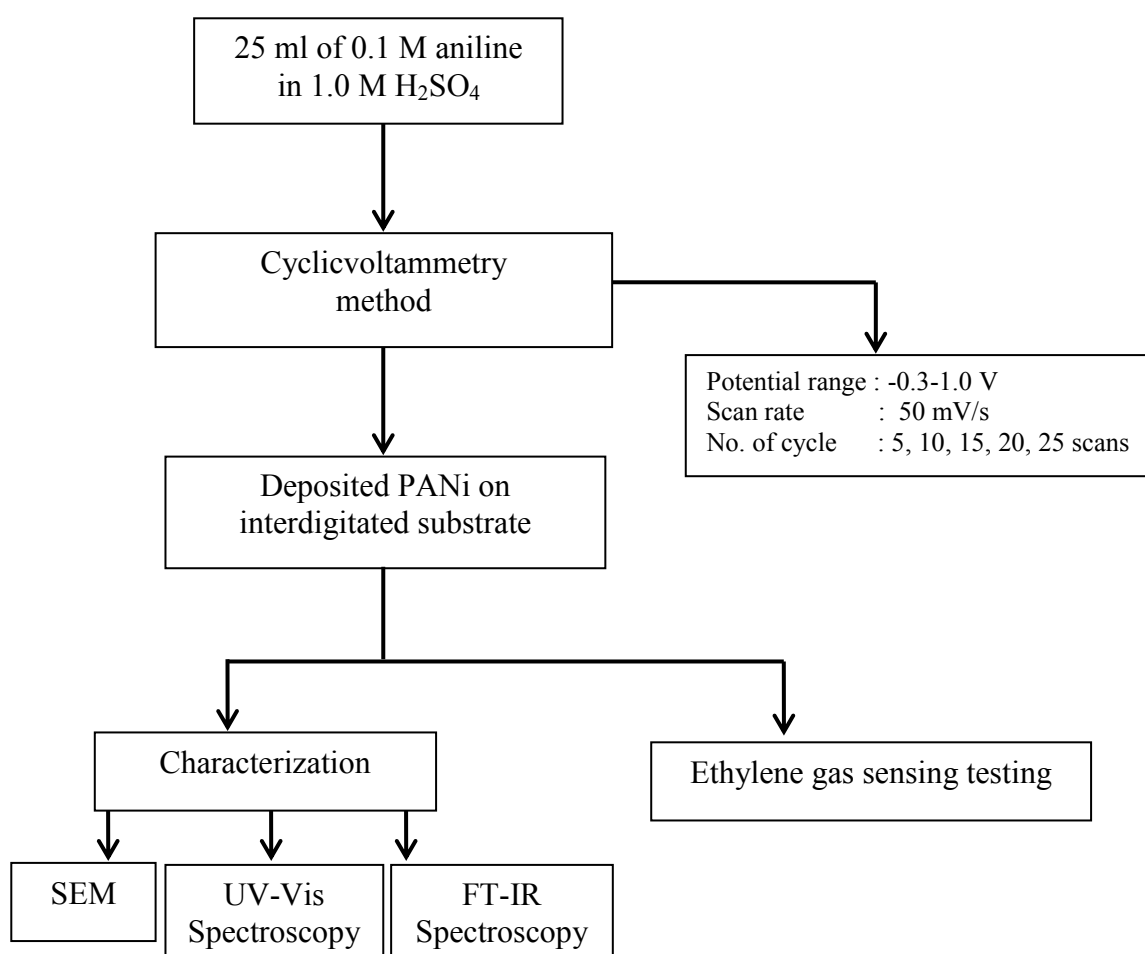 25 ml of 0.1 M aniline
in 1.0 M H₂SO₄
Cyclicvoltammetry
method
Potential range : -0.3-1.0 V
Scan rate : 50 mV/s
No. of cycle : 5, 10, 15, 20, 25 scans
Deposited PANi on
interdigitated substrate
Characterization
Ethylene gas sensing testing
SEM
UV-Vis
Spectroscopy
FT-IR
Spectroscopy